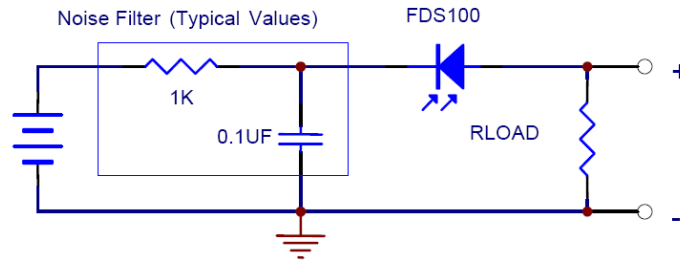 Noise Filter (Typical Values)
FDS100
1K
0.1UF
RLOAD
+
-